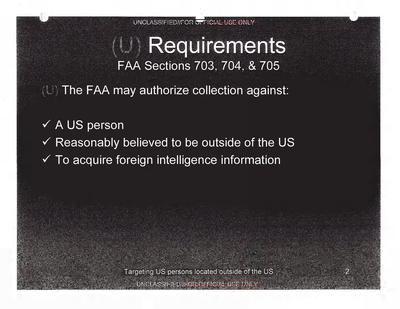 UNCLASSIFIED//FOR OFFICIAL USE ONLY
(U) Requirements
FAA Sections 703, 704, & 705
(U) The FAA may authorize collection against:
✓ A US person
✓ Reasonably believed to be outside of the US
✓ To acquire foreign intelligence information
Targeting US persons located outside of the US 2
UNCLASSIFIED//FOR OFFICIAL USE ONLY